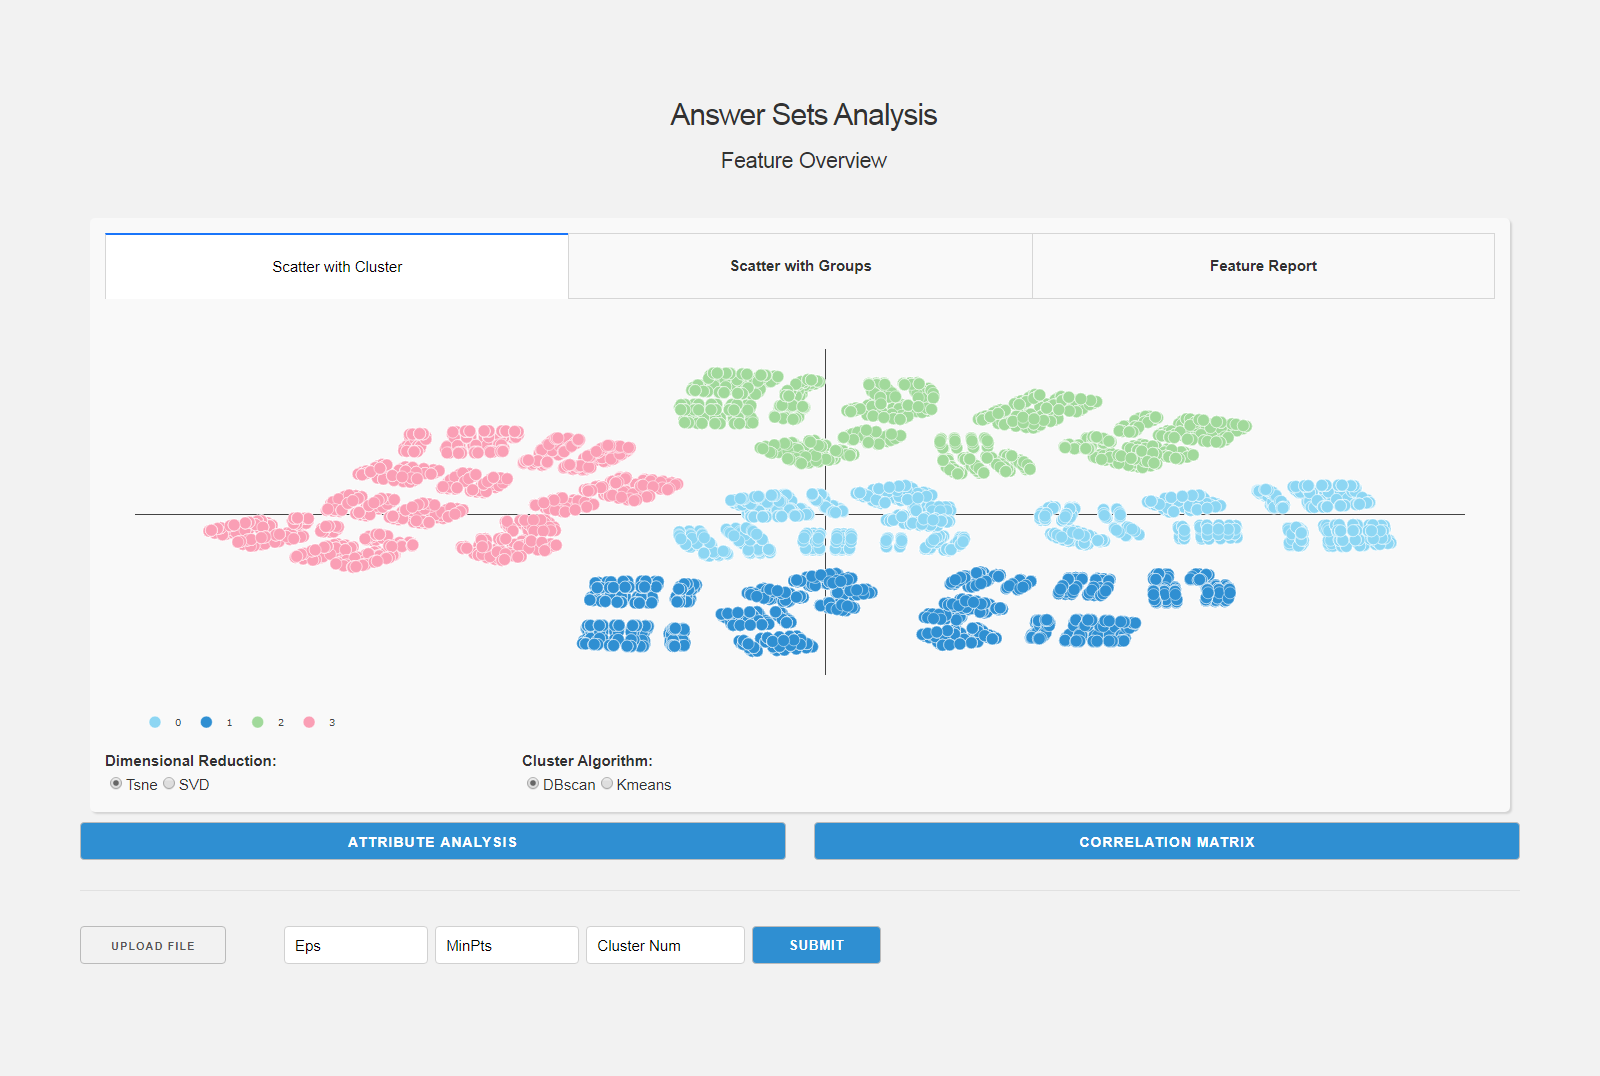 Answer Sets Analysis
Feature Overview
Scatter with Cluster
Scatter with Groups
Feature Report
0 1 2 3
Dimensional Reduction:
Tsne SVD
Cluster Algorithm:
DBscan Kmeans
ATTRIBUTE ANALYSIS
CORRELATION MATRIX
UPLOAD FILE
Eps
MinPts
Cluster Num
SUBMIT